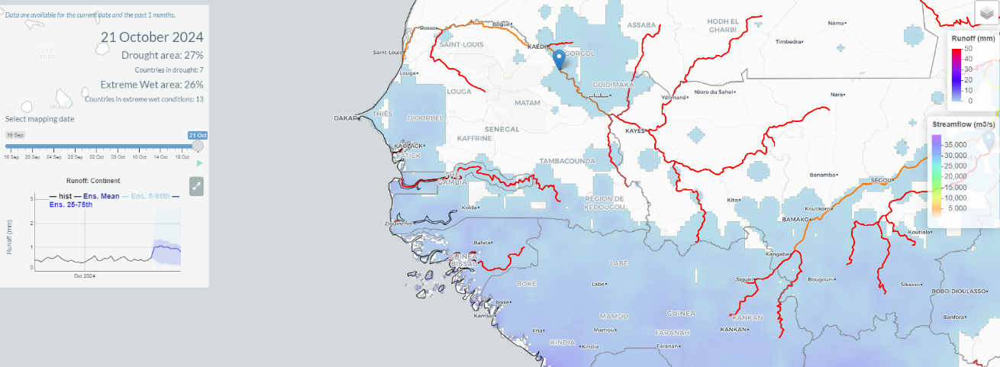 Data are available for the current date and the past 1 months.
21 October 2024
Drought area: 27%
Countries in drought: 7
Extreme Wet area: 26%
Countries in extreme wet conditions: 13
CAPE
VERDE
PRAIA
Select mapping date
16 Sep
21 Oct
16 Sep 20 Sep 24 Sep 28 Sep 02 Oct 05 Oct 10 Oct 14 Oct 18 Oct
Runoff: Continent
hist Ens. Mean Ens. 5-95th
Ens. 25-75th
Runoff (mm)
3
2
1
0
Oct 2024
Rosso
Bogué
ASSABA
HODH EL
GHARBI
Néma
Timbedra
SAINT-LOUIS
KAÉDI
GORGOL
Saint-Louis
Louga
LOUGA
MATAM
GUIDIMAKA
سيليبابي
Yélimané
Nioro du Sahel
Nara
DAKAR
THIÈS
DIOURBEL
SENEGAL
KAFFRINE
KAYES
KAOLACK
FATICK
TAMBACOUNDA
THE
GAMBIA
Banamba
SÉGOU
Kolda
RÉGION DE
KÉDOUGOU
Kita
Koulikoro
BAMAKO
Ziguinchor
Koutiala
Bafata
GUINEA-
BISSAU
Kangaba
LABÉ
BOKÉ
Labe
Siguiri
Bougouni
Sikasso
BOBO-DIOULASSO
Boké
Kamsar
MAMOU
GUINEA
KANKAN
Banfora
Fria
Mamou
FARANAH
KANKAN
KINDIA
Kindia
Faranah
Runoff (mm)
50
40
30
20
10
0
Streamflow (m3/s)
35,000
30,000
25,000
20,000
15,000
10,000
5,000